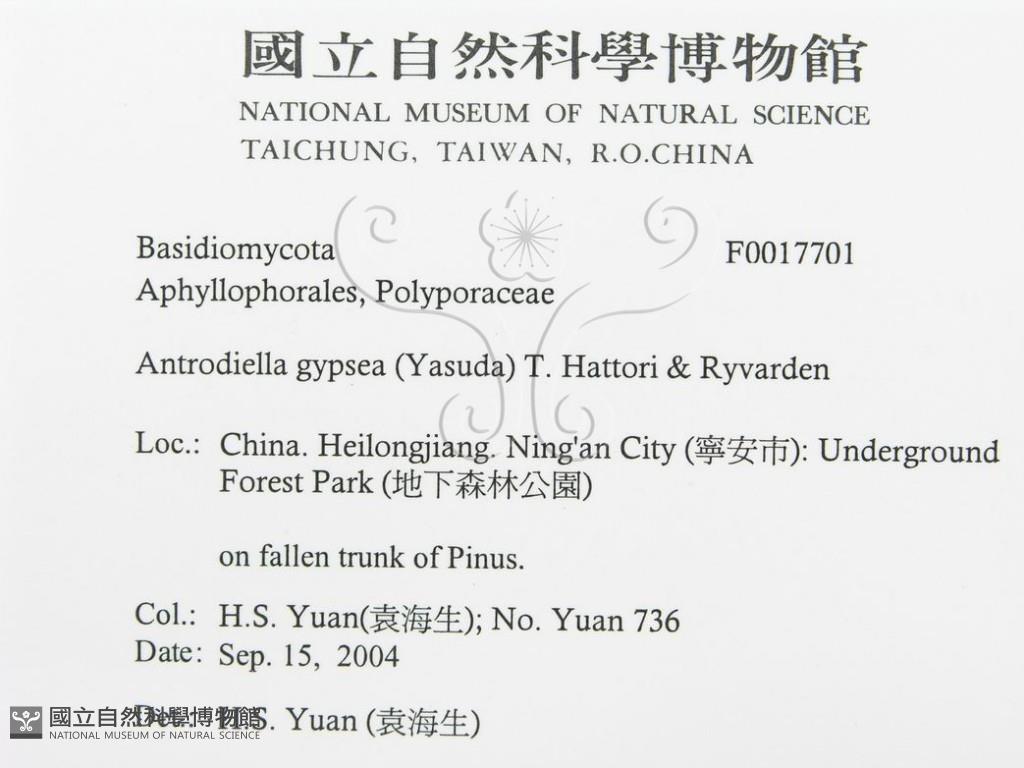 國立自然科學博物館
NATIONAL MUSEUM OF NATURAL SCIENCE
TAICHUNG, TAIWAN, R.O.CHINA
Basidiomycota F0017701
Aphyllophorales, Polyporaceae
Antrodiella gypsea (Yasuda) T. Hattori & Ryvarden
Loc.: China. Heilongjiang. Ning'an City (寧安市): Underground
Forest Park (地下森林公園)
on fallen trunk of Pinus.
Col.: H.S. Yuan(袁海生); No. Yuan 736
Date: Sep. 15, 2004
Det.: H.S. Yuan (袁海生)
國立自然科學博物館
NATIONAL MUSEUM OF NATURAL SCIENCE